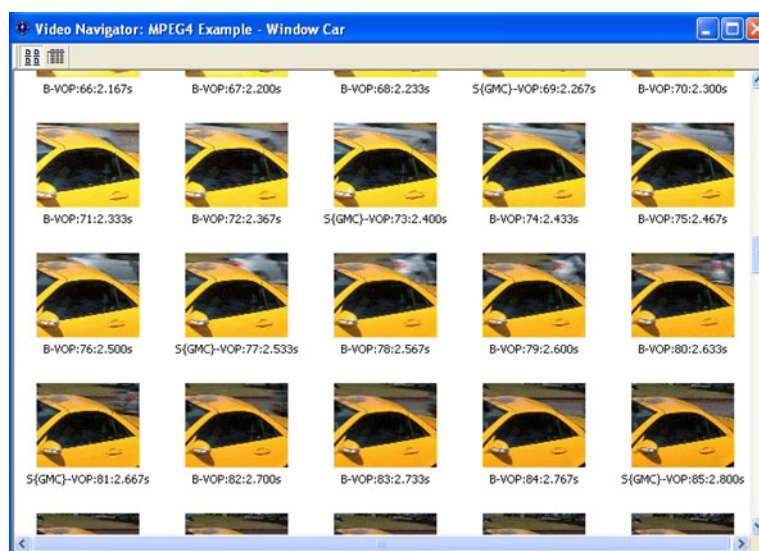 Video Navigator: MPEG4 Example - Window Car
B-VOP:66:2.167s B-VOP:67:2.200s B-VOP:68:2.233s S{GMC}-VOP:69:2.267s B-VOP:70:2.300s
B-VOP:71:2.333s B-VOP:72:2.367s S{GMC}-VOP:73:2.400s B-VOP:74:2.433s B-VOP:75:2.467s
B-VOP:76:2.500s S{GMC}-VOP:77:2.533s B-VOP:78:2.567s B-VOP:79:2.600s B-VOP:80:2.633s
S{GMC}-VOP:81:2.667s B-VOP:82:2.700s B-VOP:83:2.733s B-VOP:84:2.767s S{GMC}-VOP:85:2.800s